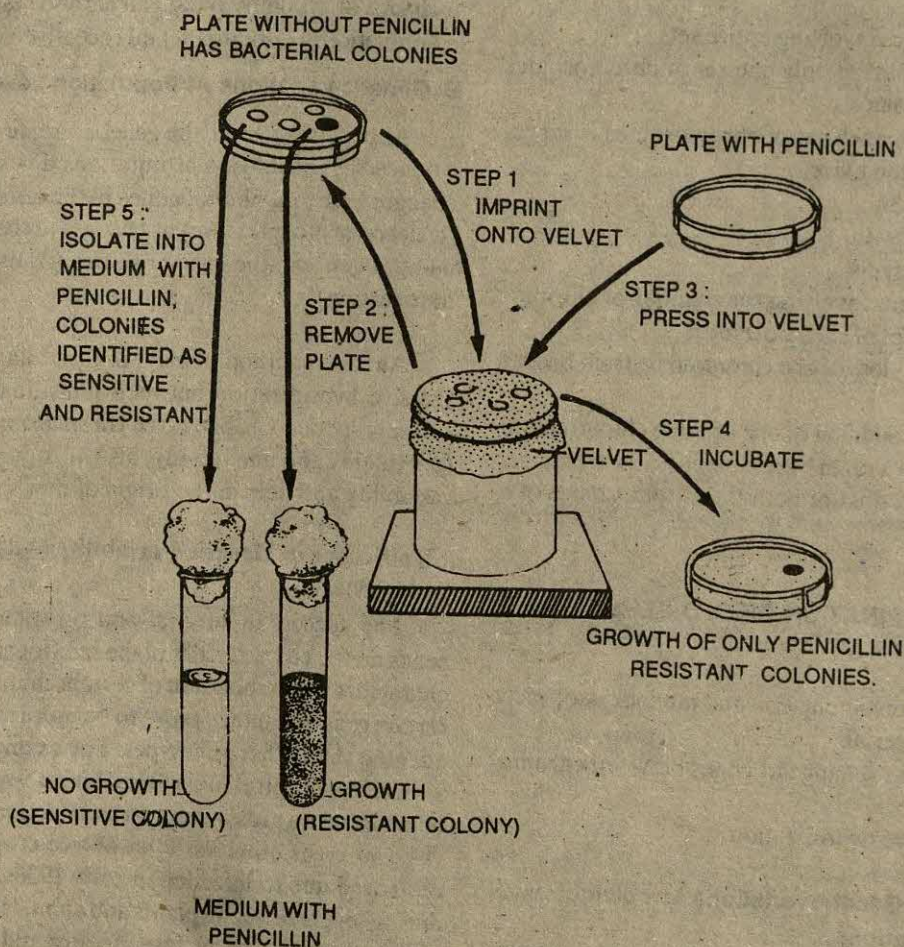 PLATE WITHOUT PENICILLIN
HAS BACTERIAL COLONIES
PLATE WITH PENICILLIN
STEP 1
IMPRINT
ONTO VELVET
STEP 5 :
ISOLATE INTO
MEDIUM WITH
PENICILLIN,
COLONIES
IDENTIFIED AS
SENSITIVE
AND RESISTANT
STEP 2 :
REMOVE
PLATE
STEP 3 :
PRESS INTO VELVET
STEP 4
INCUBATE
VELVET
GROWTH OF ONLY PENICILLIN
RESISTANT COLONIES.
NO GROWTH
(SENSITIVE COLONY)
GROWTH
(RESISTANT COLONY)
MEDIUM WITH
PENICILLIN